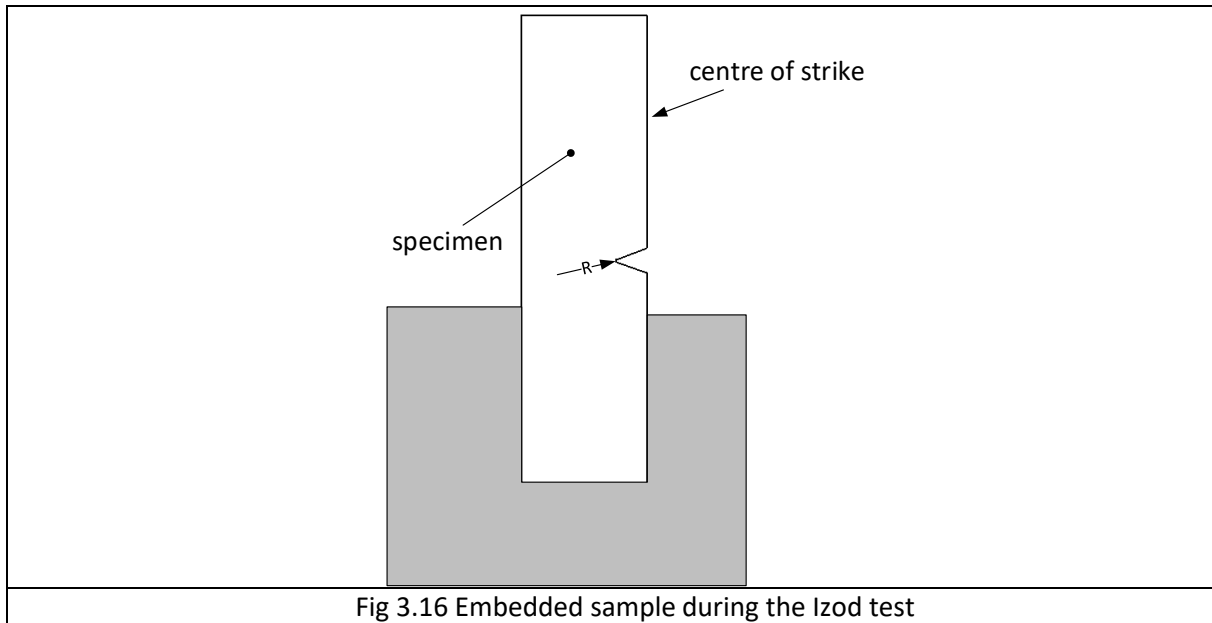 centre of strike
specimen
R
Fig 3.16 Embedded sample during the Izod test